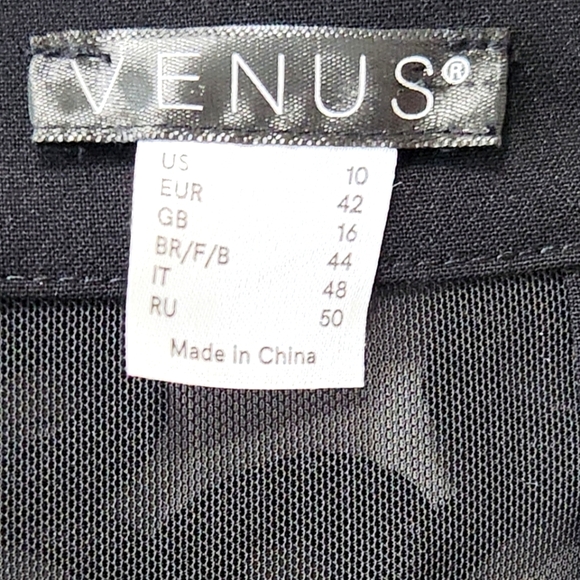 VENUS®
US 10
EUR 42
GB 16
BR/F/B 44
IT 48
RU 50
Made in China